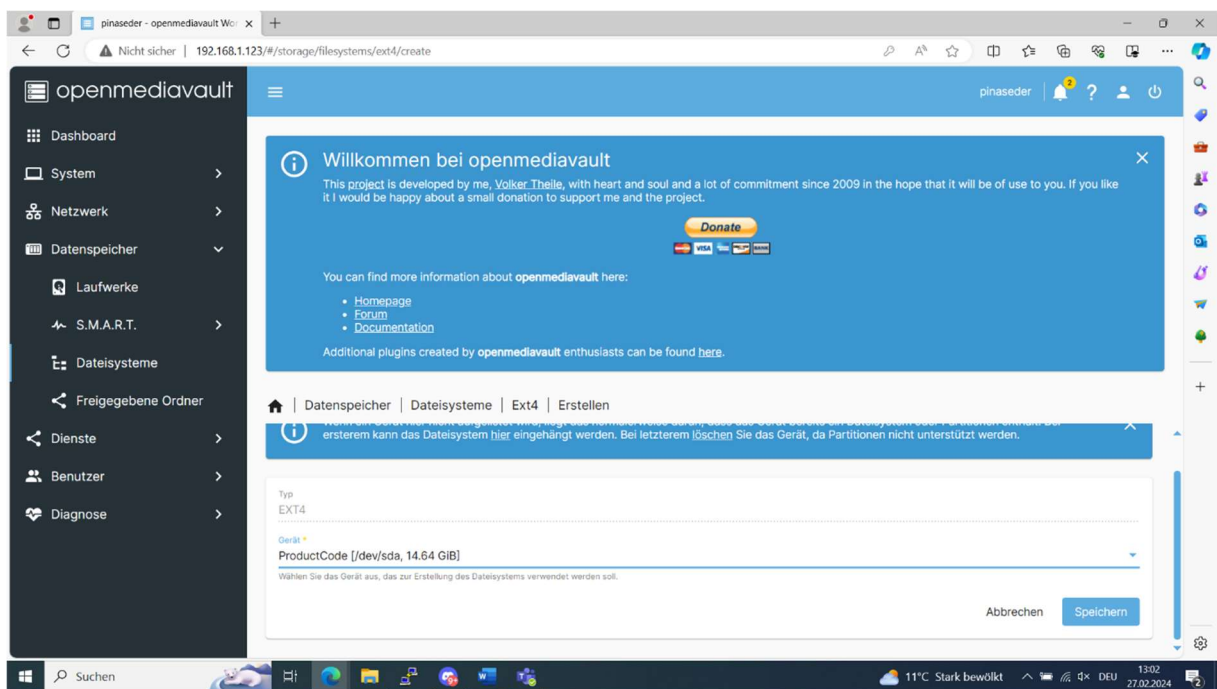 pinaseder - openmediavault Wor
Nicht sicher | 192.168.1.123/#/storage/filesystems/ext4/create
openmediavault
pinaseder
2
?
Dashboard
System
Netzwerk
Datenspeicher
Laufwerke
S.M.A.R.T.
Dateisysteme
Freigegebene Ordner
Dienste
Benutzer
Diagnose
Willkommen bei openmediavault
This project is developed by me, Volker Theile, with heart and soul and a lot of commitment since 2009 in the hope that it will be of use to you. If you like
it I would be happy about a small donation to support me and the project.
Donate
VISA
BANK
You can find more information about openmediavault here:
• Homepage
• Forum
• Documentation
Additional plugins created by openmediavault enthusiasts can be found here.
Datenspeicher | Dateisysteme | Ext4 | Erstellen
ersterem kann das Dateisystem hier eingehängt werden. Bei letzterem löschen Sie das Gerät, da Partitionen nicht unterstützt werden.
Typ
EXT4
Gerät *
ProductCode [/dev/sda, 14.64 GiB]
Wählen Sie das Gerät aus, das zur Erstellung des Dateisystems verwendet werden soll.
Abbrechen
Speichern
Suchen
11°C Stark bewölkt
DEU
13:02
27.02.2024
2